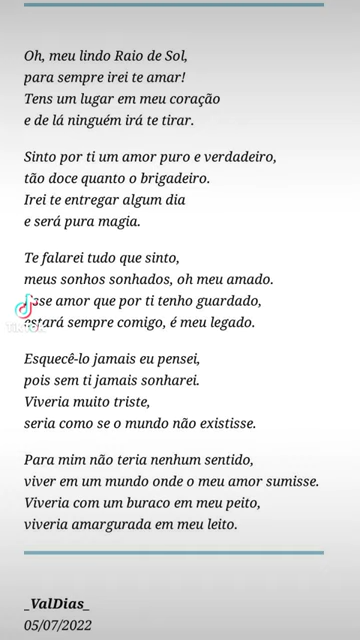 Oh, meu lindo Raio de Sol,
para sempre irei te amar!
Tens um lugar em meu coração
e de lá ninguém irá te tirar.
Sinto por ti um amor puro e verdadeiro,
tão doce quanto o brigadeiro.
Irei te entregar algum dia
e será pura magia.
Te falarei tudo que sinto,
meus sonhos sonhados, oh meu amado.
amor que por ti tenho guardado,
estará sempre comigo, é meu legado.
Esquecê-lo jamais eu pensei,
pois sem ti jamais sonharei.
Viveria muito triste,
seria como se o mundo não existisse.
Para mim não teria nenhum sentido,
viver em um mundo onde o meu amor sumisse.
Viveria com um buraco em meu peito,
viveria amargurada em meu leito.
_ValDias_
05/07/2022